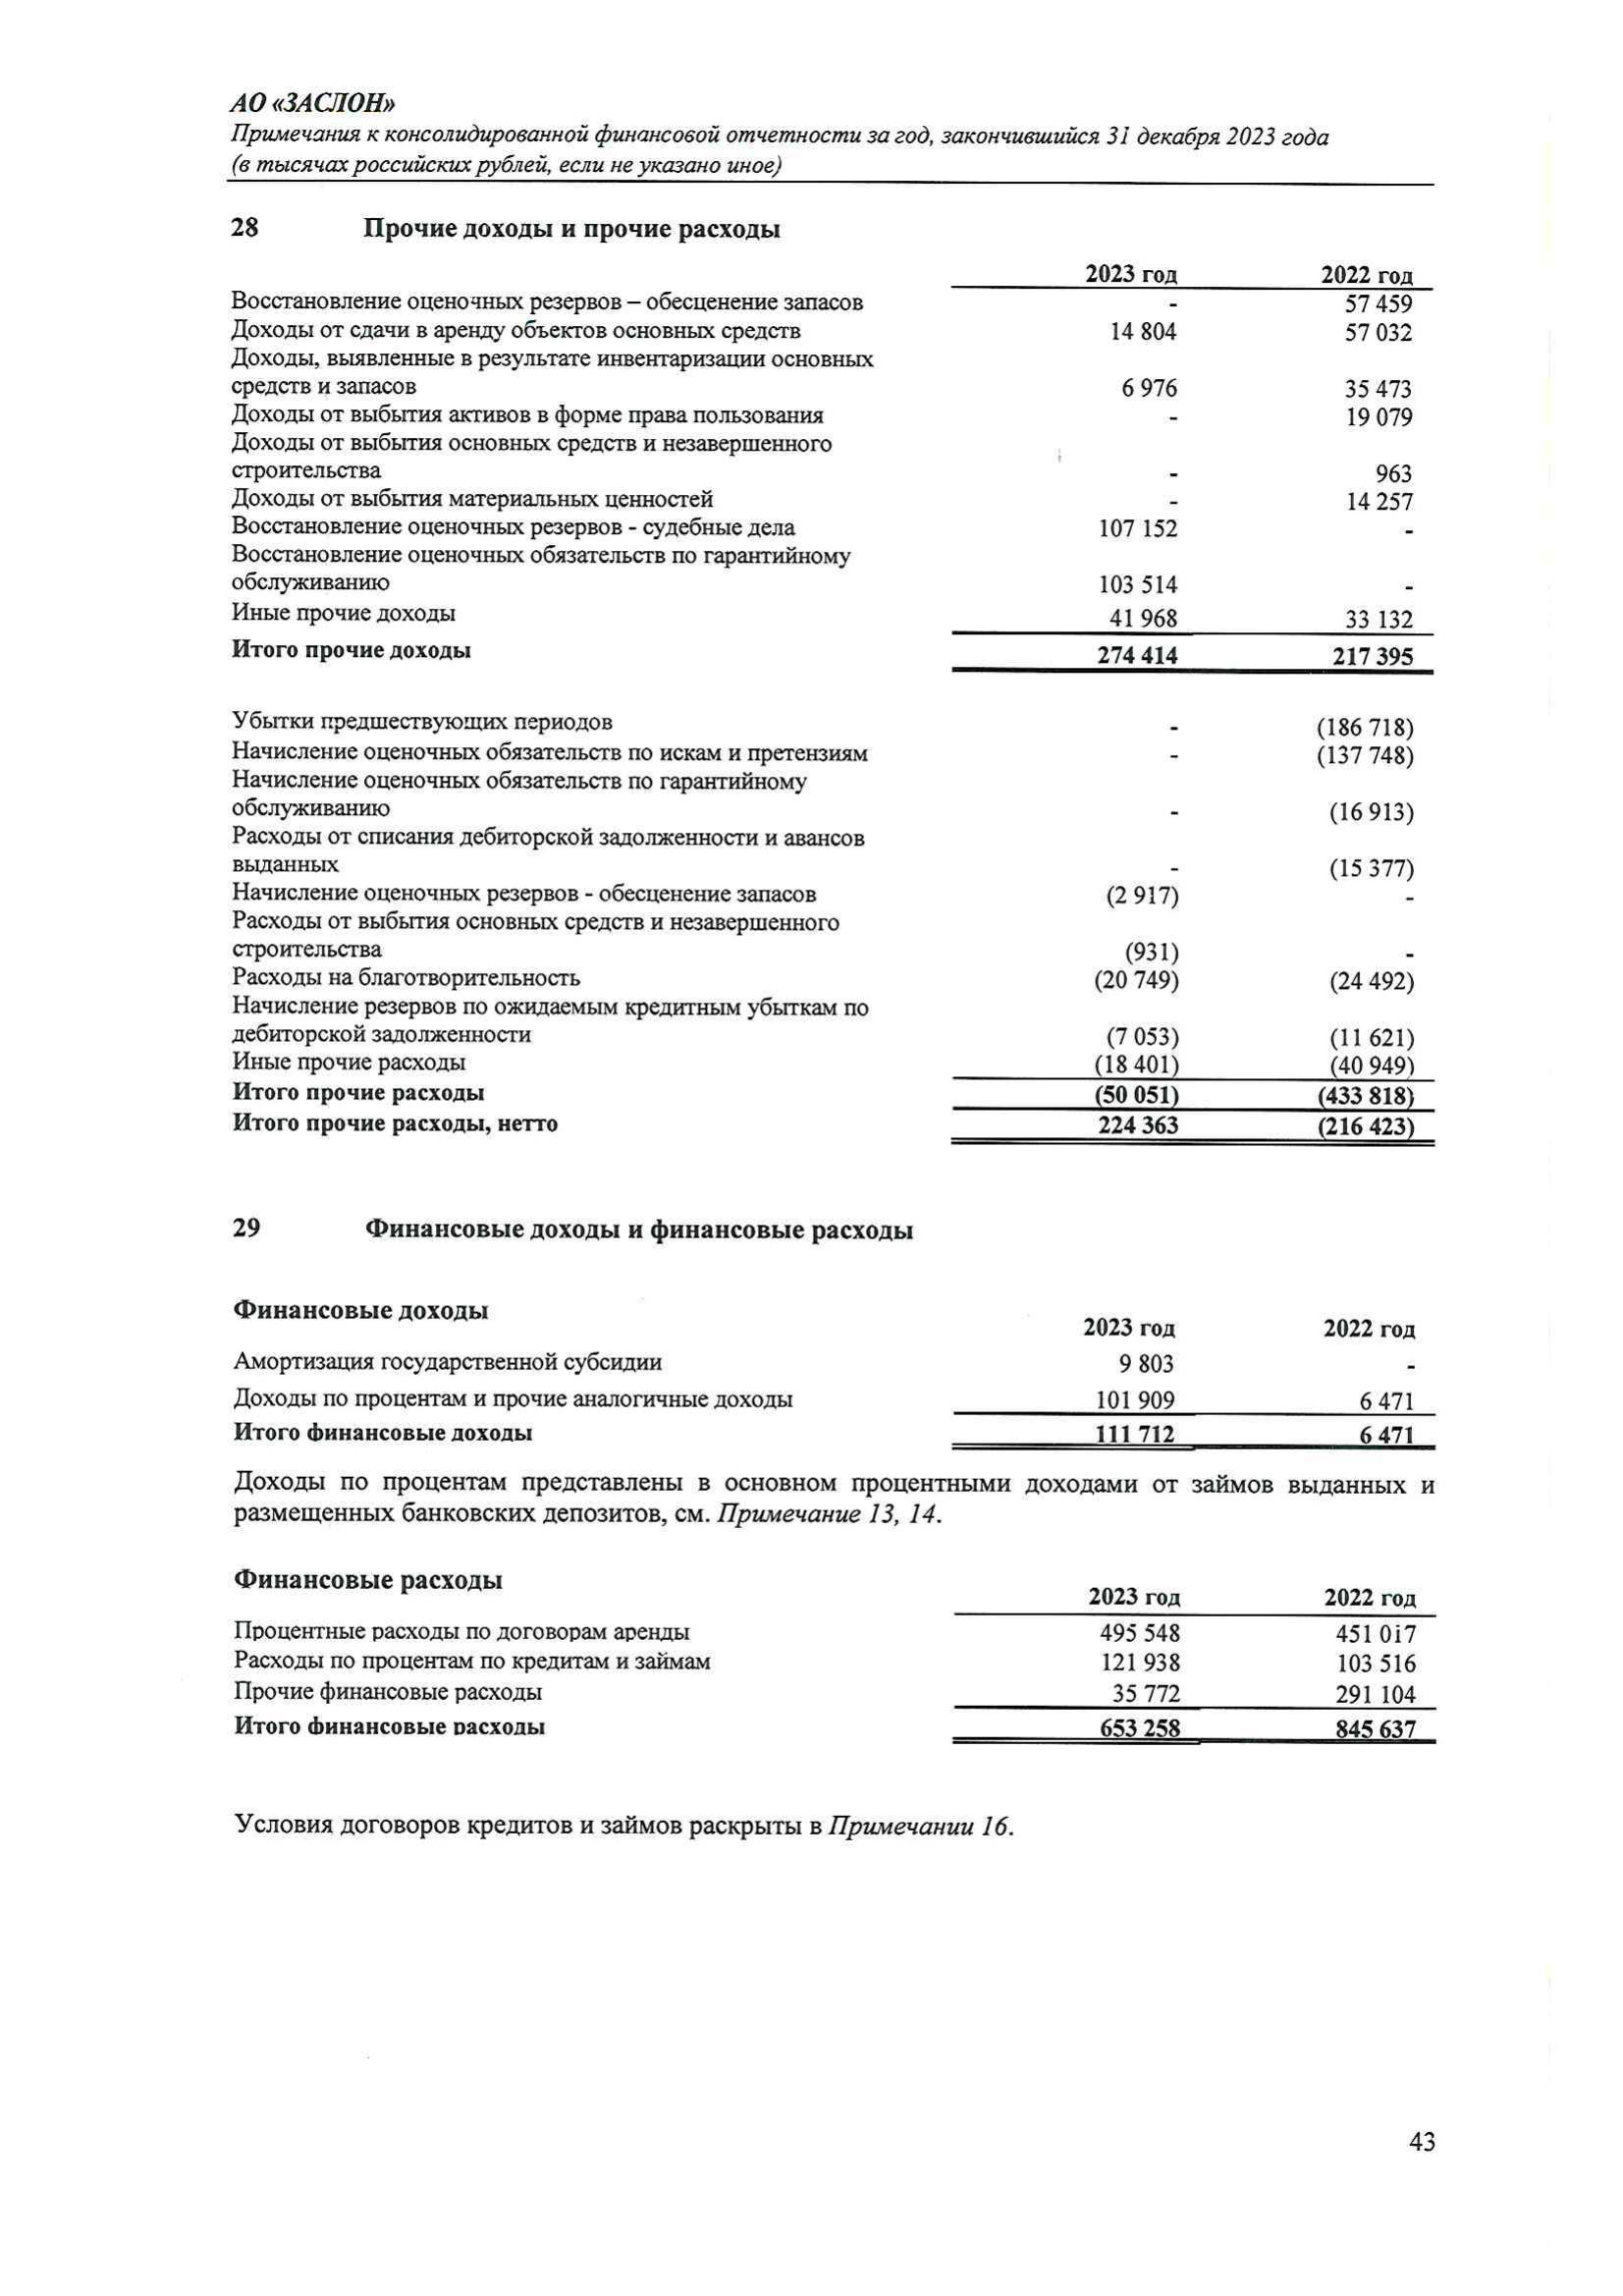 АО «ЗАСЛОН»
Примечания к консолидированной финансовой отчетности за год, закончившийся 31 декабря 2023 года
(в тысячах российских рублей, если не указано иное)
28 Прочие доходы и прочие расходы
2023 год 2022 год
Восстановление оценочных резервов – обесценение запасов - 57 459
Доходы от сдачи в аренду объектов основных средств 14 804 57 032
Доходы, выявленные в результате инвентаризации основных
средств и запасов 6 976 35 473
Доходы от выбытия активов в форме права пользования - 19 079
Доходы от выбытия основных средств и незавершенного
строительства - 963
Доходы от выбытия материальных ценностей - 14 257
Восстановление оценочных резервов - судебные дела 107 152 -
Восстановление оценочных обязательств по гарантийному
обслуживанию 103 514 -
Иные прочие доходы 41 968 33 132
Итого прочие доходы 274 414 217 395
Убытки предшествующих периодов - (186 718)
Начисление оценочных обязательств по искам и претензиям - (137 748)
Начисление оценочных обязательств по гарантийному
обслуживанию - (16 913)
Расходы от списания дебиторской задолженности и авансов
выданных - (15 377)
Начисление оценочных резервов - обесценение запасов (2 917) -
Расходы от выбытия основных средств и незавершенного
строительства (931) -
Расходы на благотворительность (20 749) (24 492)
Начисление резервов по ожидаемым кредитным убыткам по
дебиторской задолженности (7 053) (11 621)
Иные прочие расходы (18 401) (40 949)
Итого прочие расходы (50 051) (433 818)
Итого прочие расходы, нетто 224 363 (216 423)
29 Финансовые доходы и финансовые расходы
Финансовые доходы
2023 год 2022 год
Амортизация государственной субсидии 9 803 -
Доходы по процентам и прочие аналогичные доходы 101 909 6 471
Итого финансовые доходы 111 712 6 471
Доходы по процентам представлены в основном процентными доходами от займов выданных и
размещенных банковских депозитов, см. Примечание 13, 14.
Финансовые расходы
2023 год 2022 год
Процентные расходы по договорам аренды 495 548 451 017
Расходы по процентам по кредитам и займам 121 938 103 516
Прочие финансовые расходы 35 772 291 104
Итого финансовые расходы 653 258 845 637
Условия договоров кредитов и займов раскрыты в Примечании 16.
43